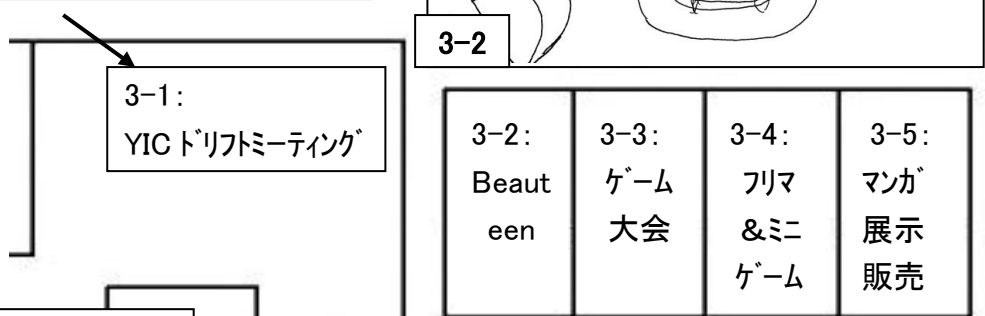 3-2
3-1:
YICﾄﾞﾘﾌﾄﾐｰﾃｨﾝｸﾞ
3-2:
Beaut
een
3-3:
ｹﾞｰﾑ
大会
3-4:
フリマ
&ミニ
ｹﾞｰﾑ
3-5:
マンガ
展示
販売